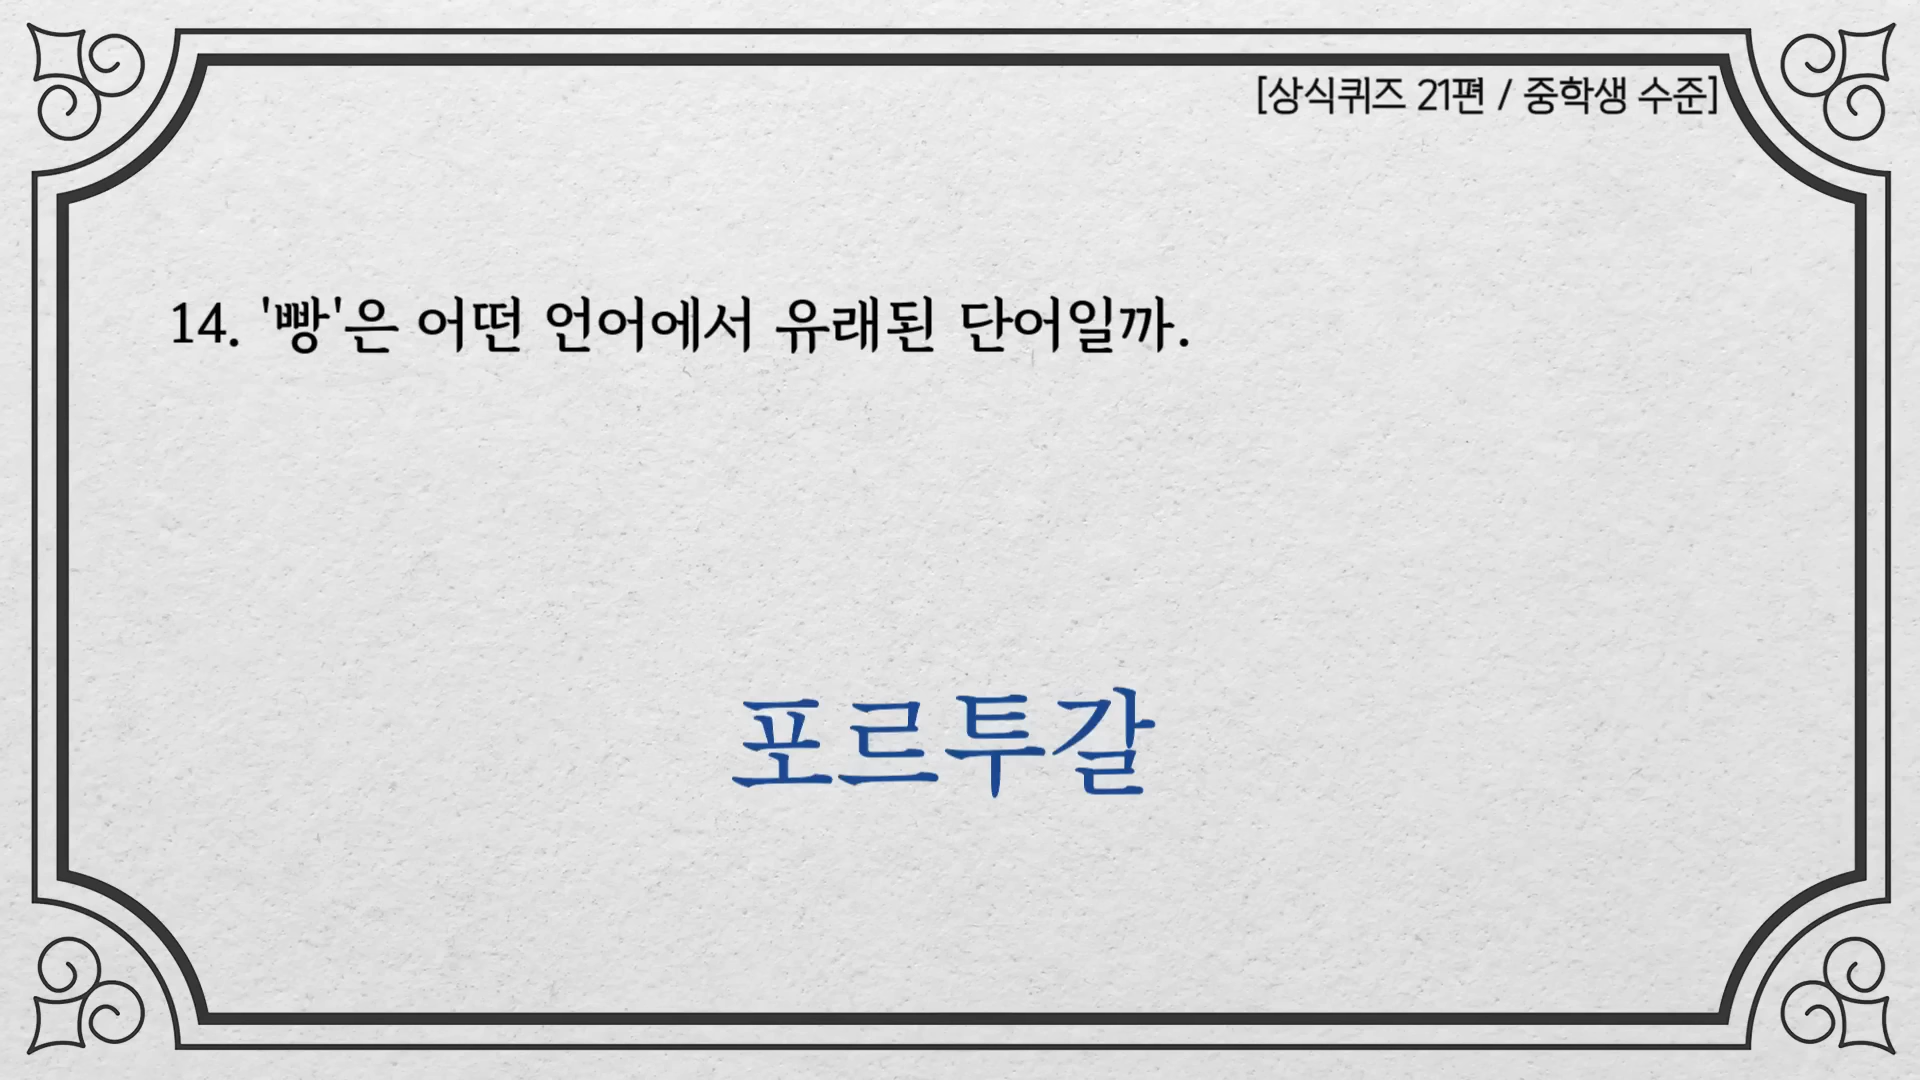 [상식퀴즈 21편 / 중학생 수준]
14. '빵'은 어떤 언어에서 유래된 단어일까.
포르투갈